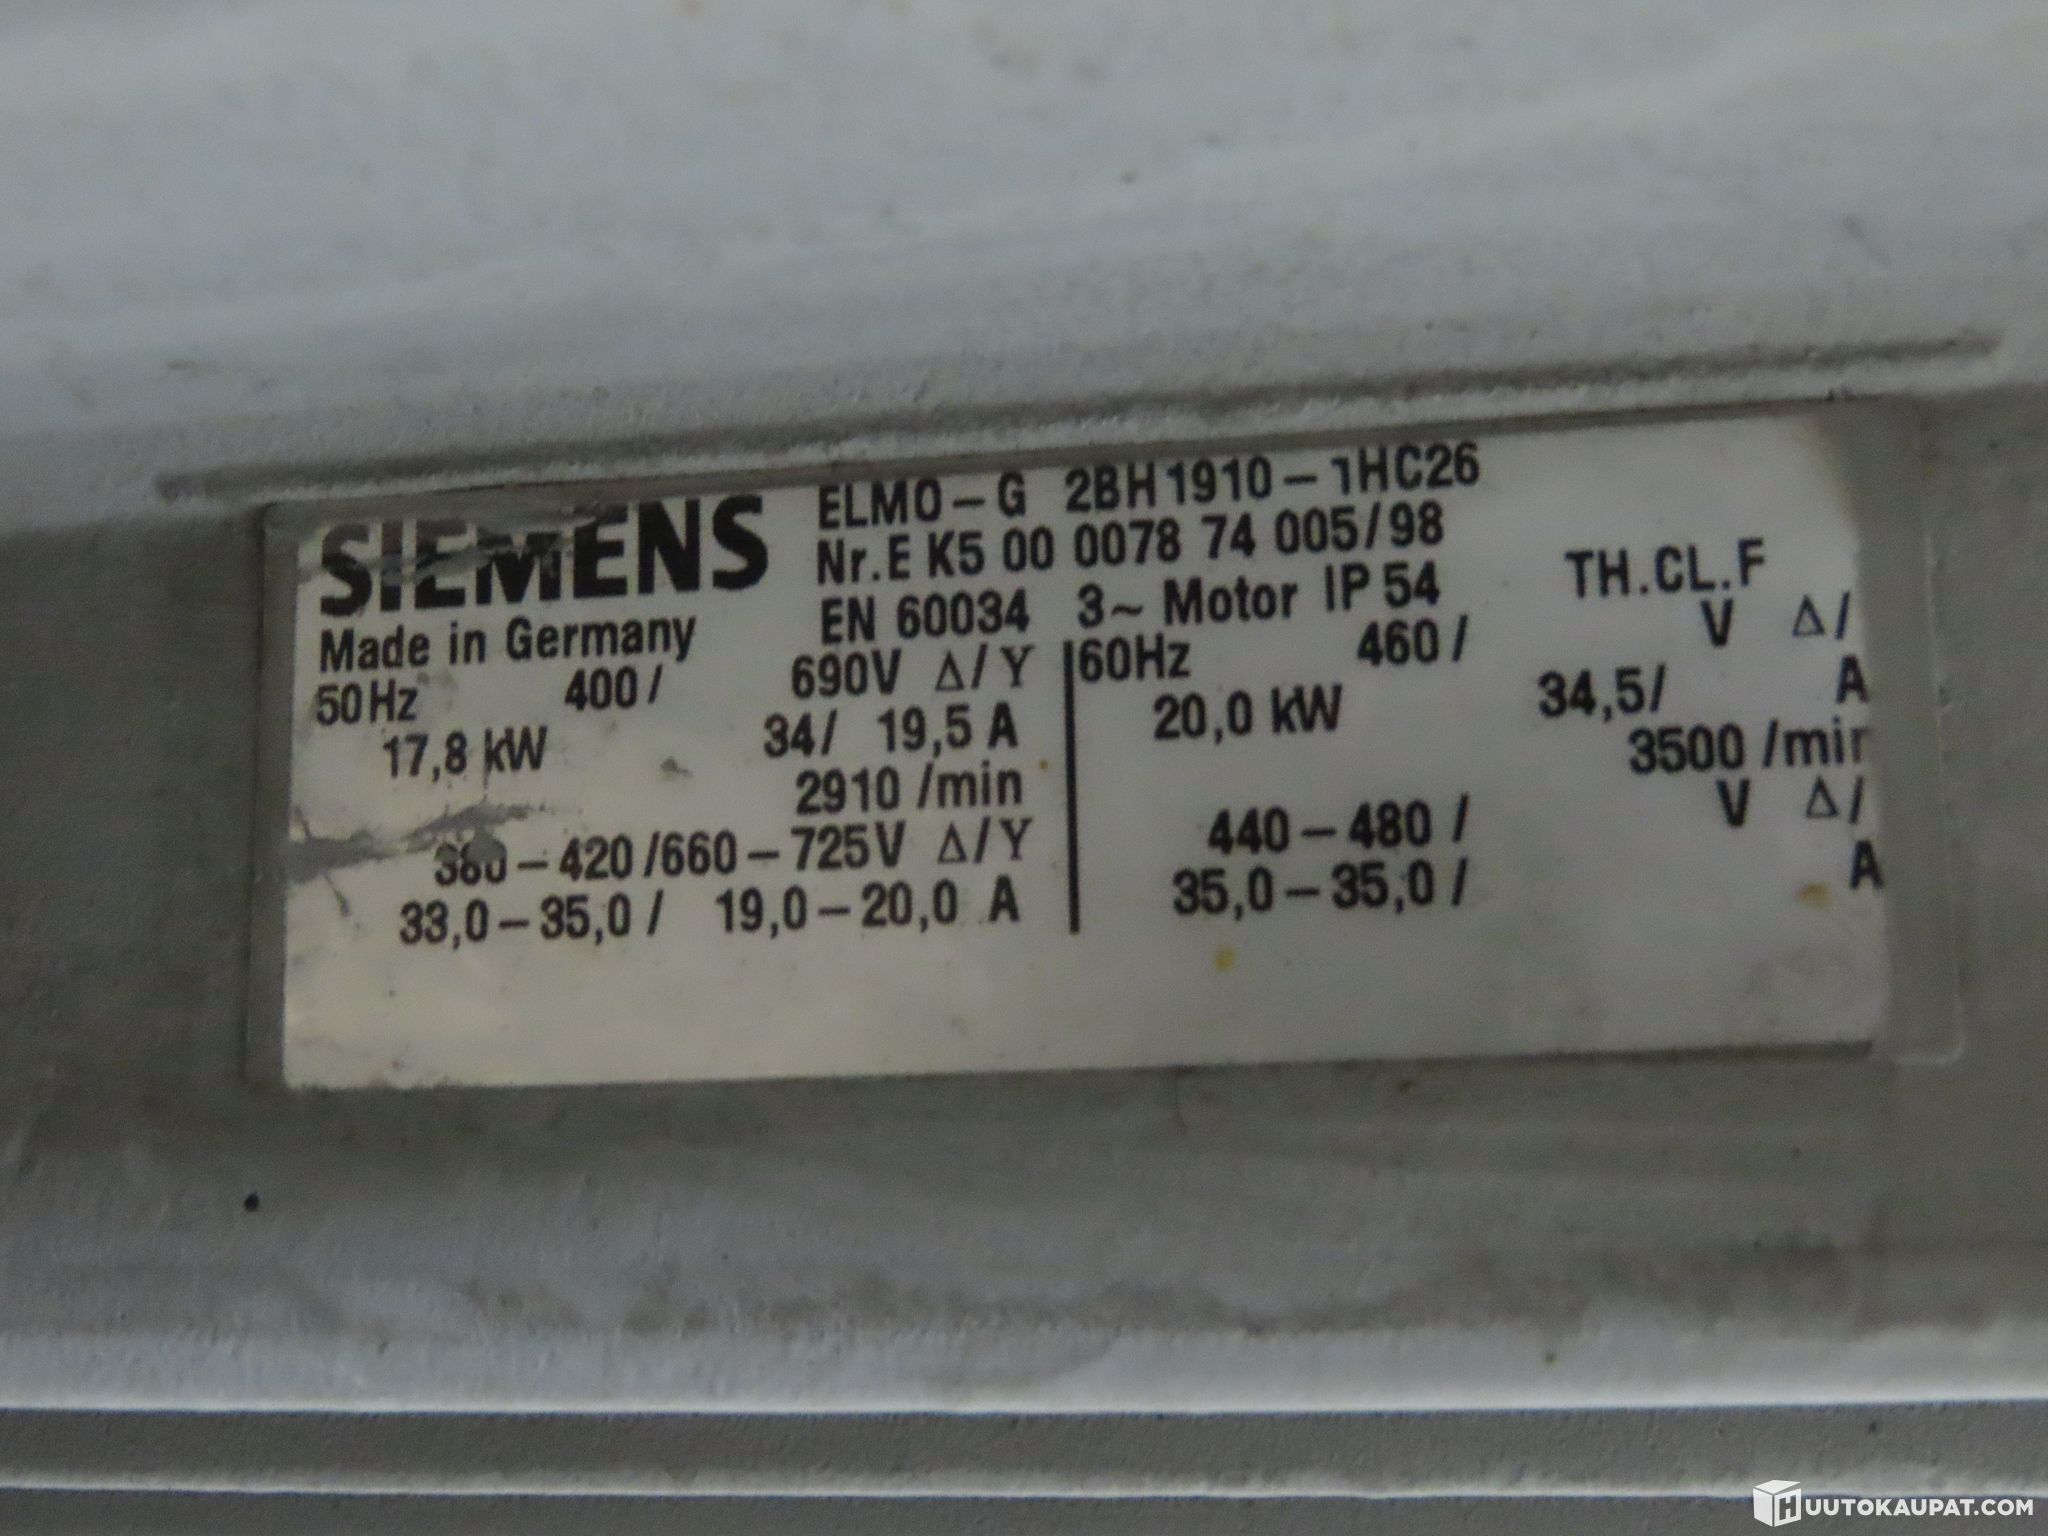 SIEMENS ELMO-G 2BH1910-1HC26
Nr.E K5 00 0078 74 005/98
Made in Germany EN 60034 3~ Motor IP 54 TH.CL.F
50Hz 400/ 690V Δ/Y 60Hz 460/ V Δ/
17,8 kW 34/ 19,5 A 20,0 kW 34,5/ A
2910 /min 3500 /min
380-420/660-725V Δ/Y 440-480/ V Δ/
33,0-35,0/ 19,0-20,0 A 35,0-35,0/ A
HUUTOKAUPAT.COM